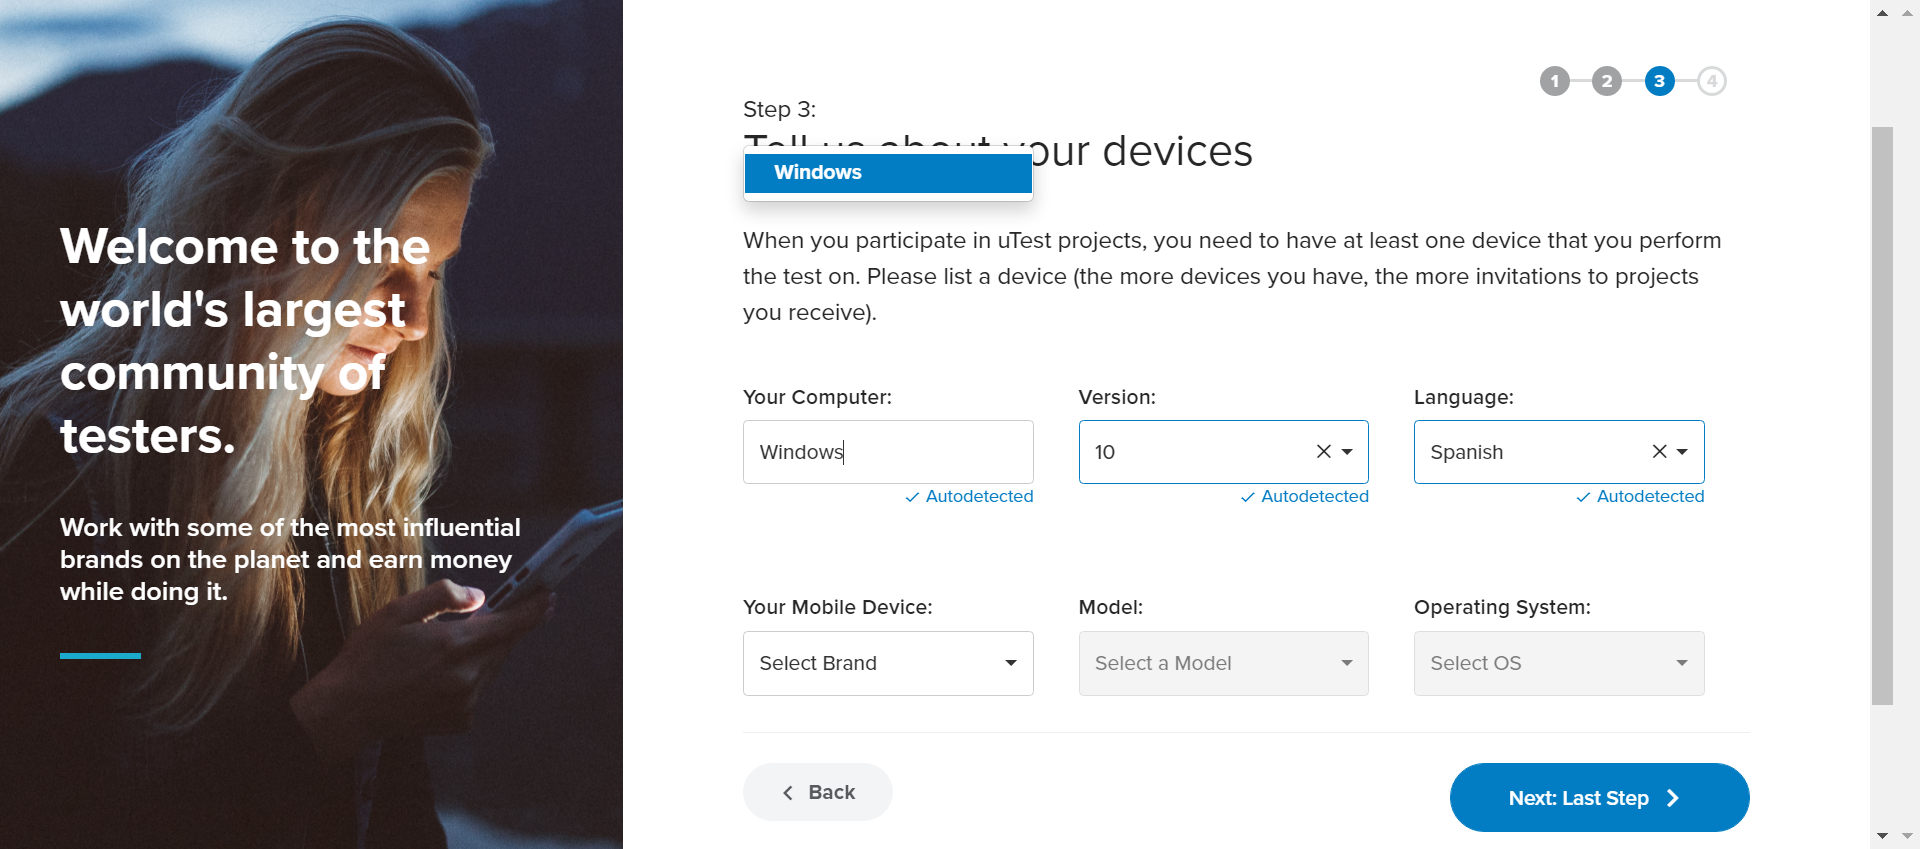 Welcome to the
world's largest
community of
testers.
Work with some of the most influential
brands on the planet and earn money
while doing it.
1 2 3 4
Step 3:
Tell us about your devices
Windows
When you participate in uTest projects, you need to have at least one device that you perform
the test on. Please list a device (the more devices you have, the more invitations to projects
you receive).
Your Computer: Version: Language:
Windows 10 Spanish
Autodetected Autodetected Autodetected
Your Mobile Device: Model: Operating System:
Select Brand Select a Model Select OS
Back Next: Last Step